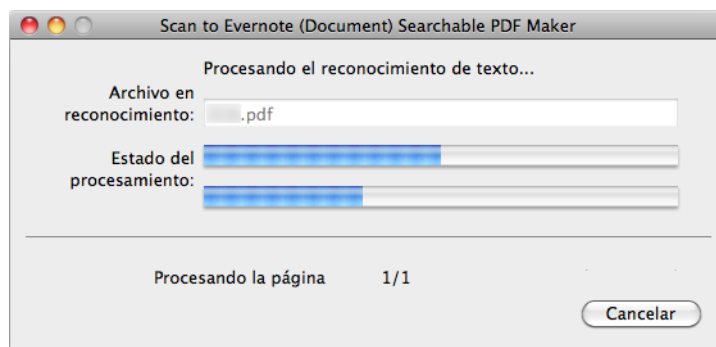 Scan to Evernote (Document) Searchable PDF Maker
Procesando el reconocimiento de texto...
Archivo en
reconocimiento:
.pdf
Estado del
procesamiento:
Procesando la página 1/1
Cancelar